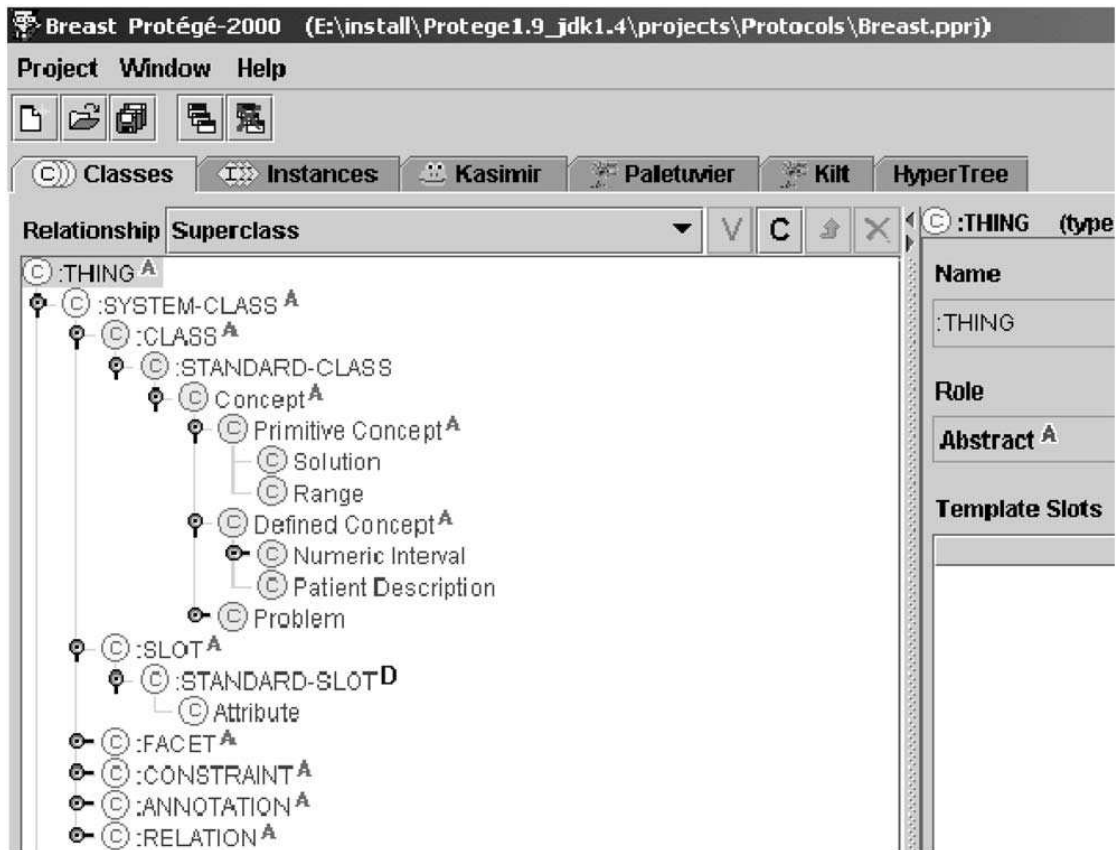 Breast Protégé-2000 (E:\install\Protege1.9_jdk1.4\projects\Protocols\Breast.pprj)
Project Window Help
C Classes I Instances Kasimir Paletuvier Kilt HyperTree
Relationship Superclass V C
C :THING A
C :SYSTEM-CLASS A
C :CLASS A
C :STANDARD-CLASS
C Concept A
C Primitive Concept A
C Solution
C Range
C Defined Concept A
C Numeric Interval
C Patient Description
C Problem
C :SLOT A
C :STANDARD-SLOT D
C Attribute
C :FACET A
C :CONSTRAINT A
C :ANNOTATION A
C :RELATION A
C :THING (type
Name
:THING
Role
Abstract A
Template Slots